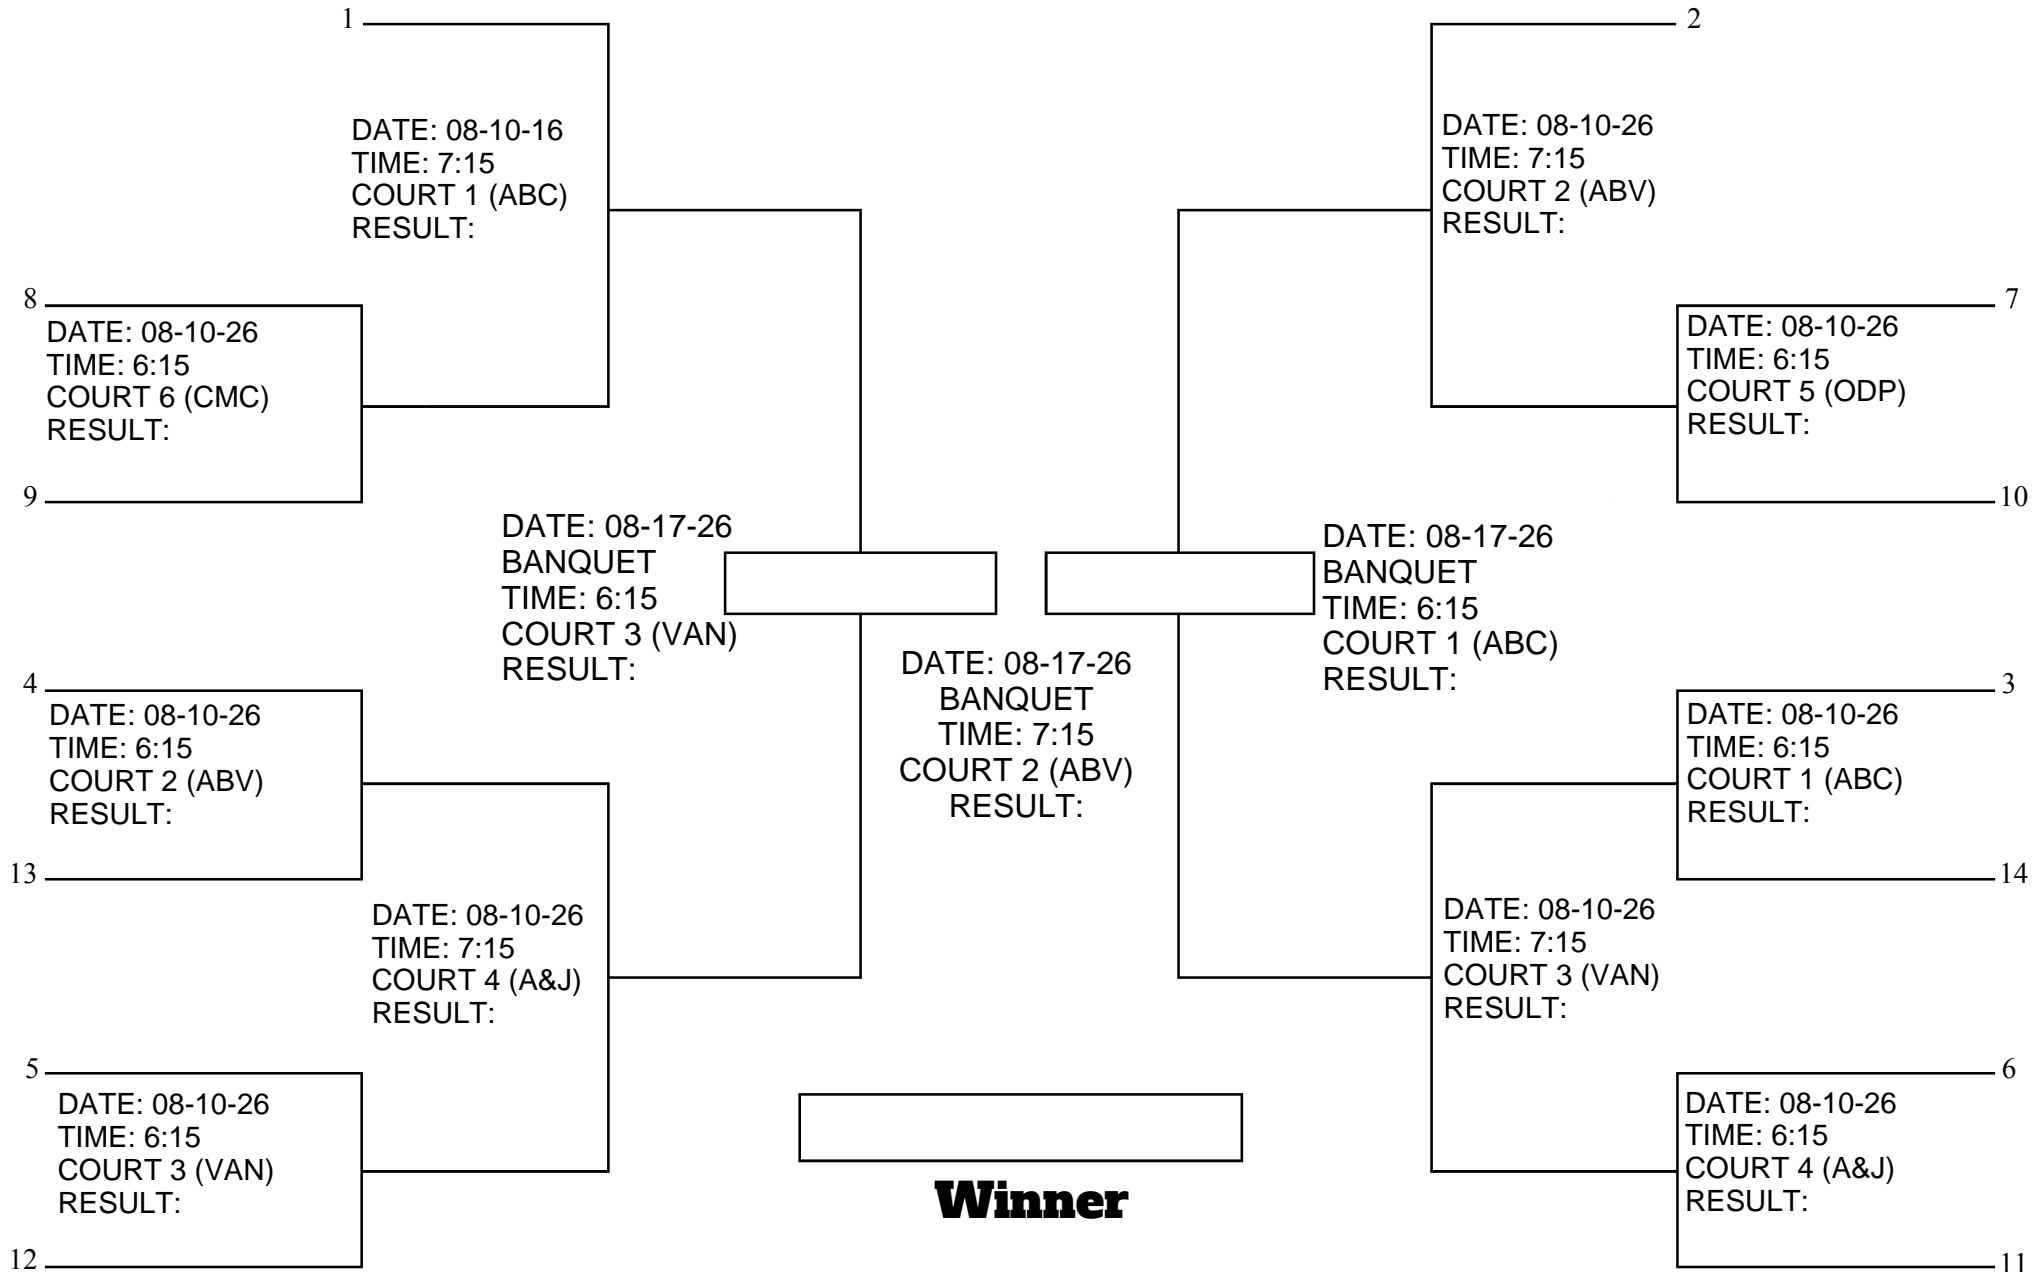 1
DATE: 08-10-16
TIME: 7:15
COURT 1 (ABC)
RESULT:
8
DATE: 08-10-26
TIME: 6:15
COURT 6 (CMC)
RESULT:
9
DATE: 08-17-26
BANQUET
TIME: 6:15
COURT 3 (VAN)
RESULT:
4
DATE: 08-10-26
TIME: 6:15
COURT 2 (ABV)
RESULT:
13
DATE: 08-10-26
TIME: 7:15
COURT 4 (A&J)
RESULT:
5
DATE: 08-10-26
TIME: 6:15
COURT 3 (VAN)
RESULT:
12
DATE: 08-17-26
BANQUET
TIME: 7:15
COURT 2 (ABV)
RESULT:
Winner
2
DATE: 08-10-26
TIME: 7:15
COURT 2 (ABV)
RESULT:
7
DATE: 08-10-26
TIME: 6:15
COURT 5 (ODP)
RESULT:
10
DATE: 08-17-26
BANQUET
TIME: 6:15
COURT 1 (ABC)
RESULT:
3
DATE: 08-10-26
TIME: 6:15
COURT 1 (ABC)
RESULT:
14
DATE: 08-10-26
TIME: 7:15
COURT 3 (VAN)
RESULT:
6
DATE: 08-10-26
TIME: 6:15
COURT 4 (A&J)
RESULT:
11